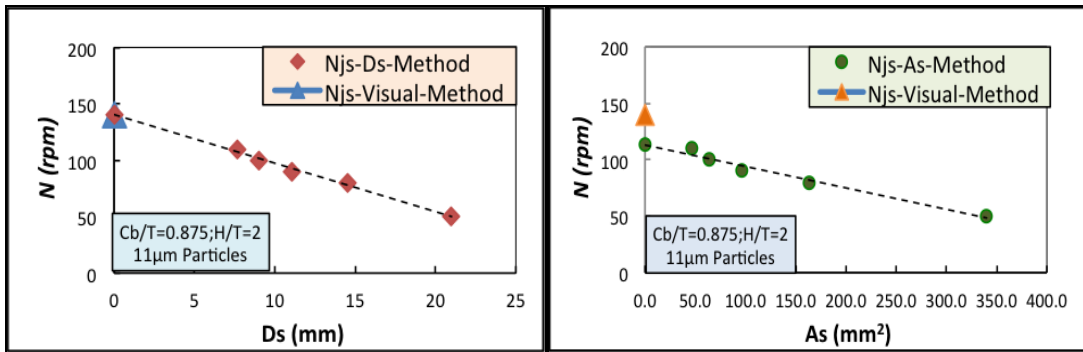 200
150
100
50
0
N (rpm)
Njs-Ds-Method
Njs-Visual-Method
Cb/T=0.875;H/T=2
11µm Particles
0 5 10 15 20 25
Ds (mm)
200
150
100
50
0
N (rpm)
Njs-As-Method
Njs-Visual-Method
Cb/T=0.875;H/T=2
11µm Particles
0.0 50.0 100.0 150.0 200.0 250.0 300.0 350.0 400.0
As (mm²)